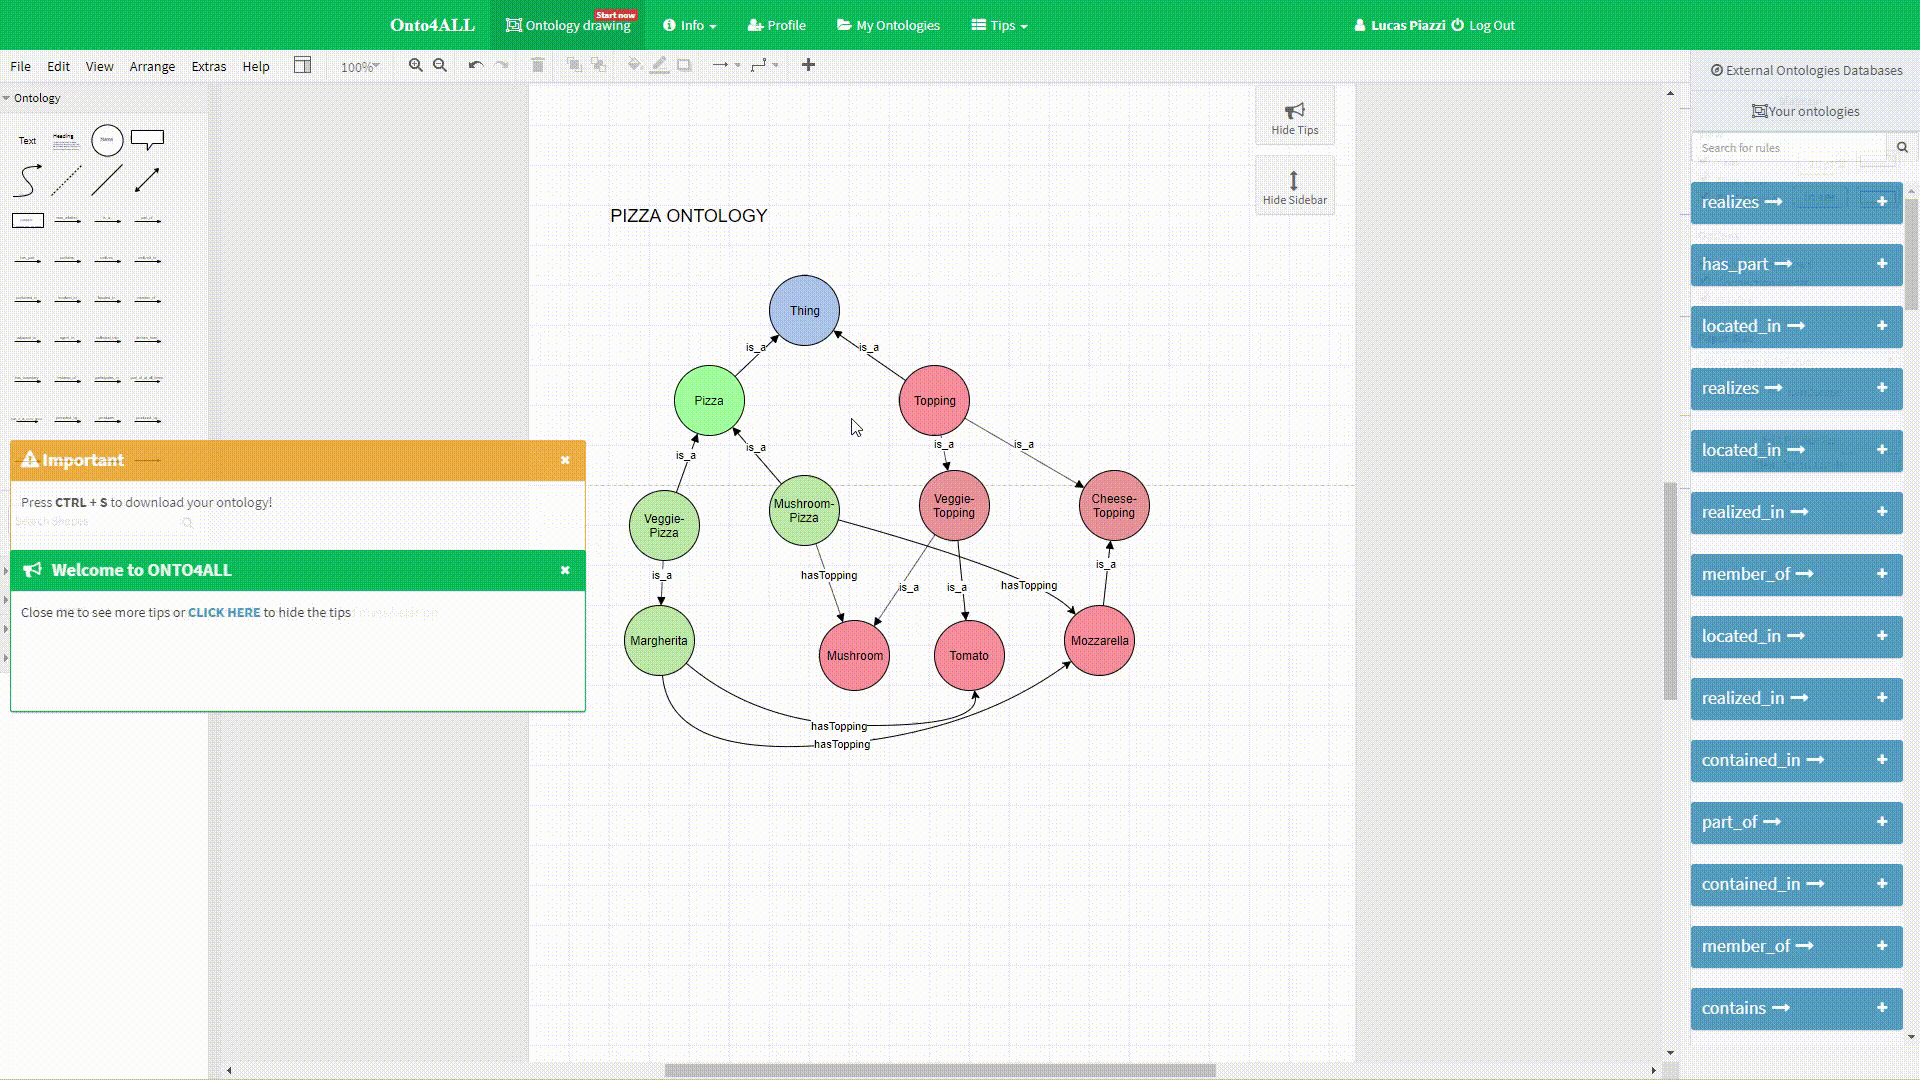 Onto4ALL
Start now
Ontology drawing
Info
Profile
My Ontologies
Tips
Lucas Piazzi
Log Out
File
Edit
View
Arrange
Extras
Help
100%
External Ontologies Databases
Your ontologies
Search for rules
Ontology
Text
Heading
Name
Hide Tips
Hide Sidebar
PIZZA ONTOLOGY
Thing
is_a
is_a
Pizza
Topping
is_a
is_a
is_a
is_a
Veggie-
Pizza
Mushroom-
Pizza
Veggie-
Topping
Cheese-
Topping
is_a
hasTopping
is_a
is_a
hasTopping
is_a
Margherita
Mushroom
Tomato
Mozzarella
hasTopping
hasTopping
Important
Press CTRL + S to download your ontology!
Search Shapes
Welcome to ONTO4ALL
Close me to see more tips or CLICK HERE to hide the tips
realizes
has_part
located_in
realizes
located_in
realized_in
member_of
located_in
realized_in
contained_in
part_of
contained_in
member_of
contains